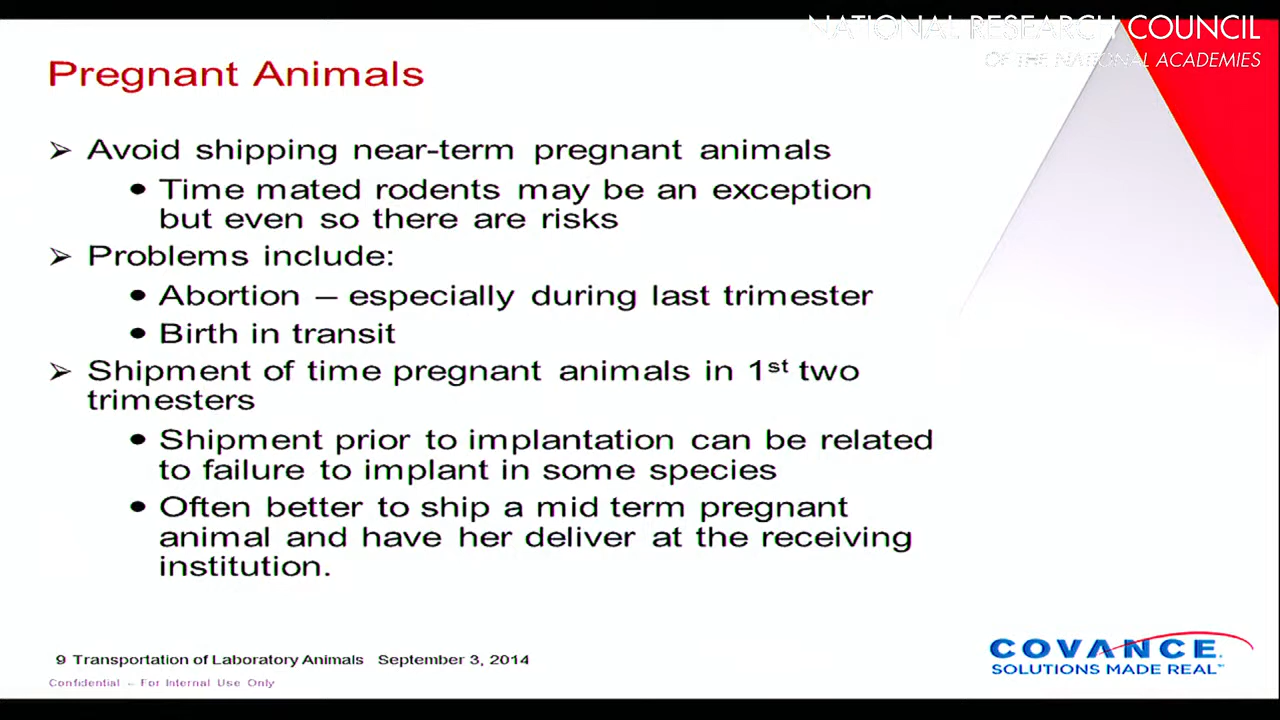 NATIONAL RESEARCH COUNCIL
OF THE NATIONAL ACADEMIES
Pregnant Animals
➢ Avoid shipping near-term pregnant animals
• Time mated rodents may be an exception
but even so there are risks
➢ Problems include:
• Abortion – especially during last trimester
• Birth in transit
➢ Shipment of time pregnant animals in 1st two
trimesters
• Shipment prior to implantation can be related
to failure to implant in some species
• Often better to ship a mid term pregnant
animal and have her deliver at the receiving
institution.
9 Transportation of Laboratory Animals September 3, 2014
Confidential – For Internal Use Only
COVANCE
SOLUTIONS MADE REAL™